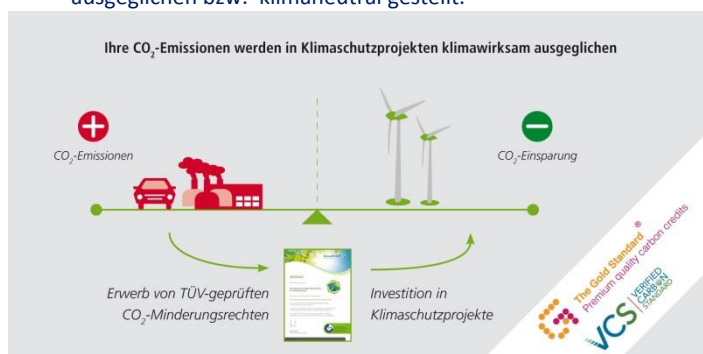 ausgeglichen bzw. klimaneutral gestellt.
Ihre CO₂-Emissionen werden in Klimaschutzprojekten klimawirksam ausgeglichen
CO₂-Emissionen
CO₂-Einsparung
Erwerb von TÜV-geprüften
CO₂-Minderungsrechten
Investition in
Klimaschutzprojekte
The Gold Standard®
Premium quality carbon credits
VCS
VERIFIED
CARBON
STANDARD